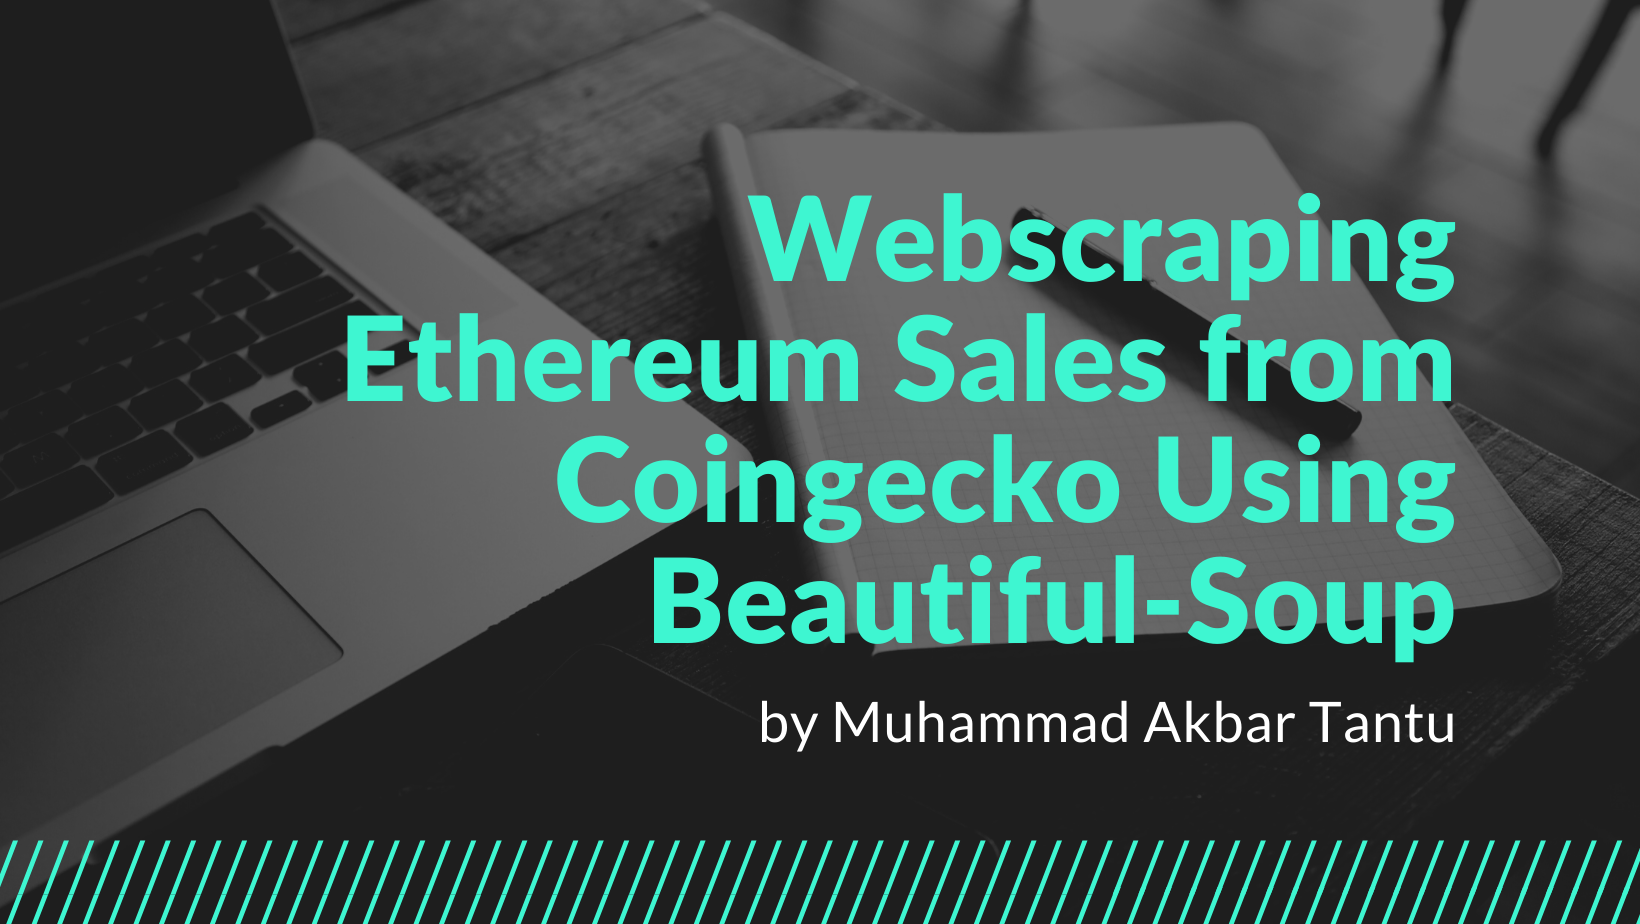 Webscraping
Ethereum Sales from
Coingecko Using
Beautiful-Soup
by Muhammad Akbar Tantu